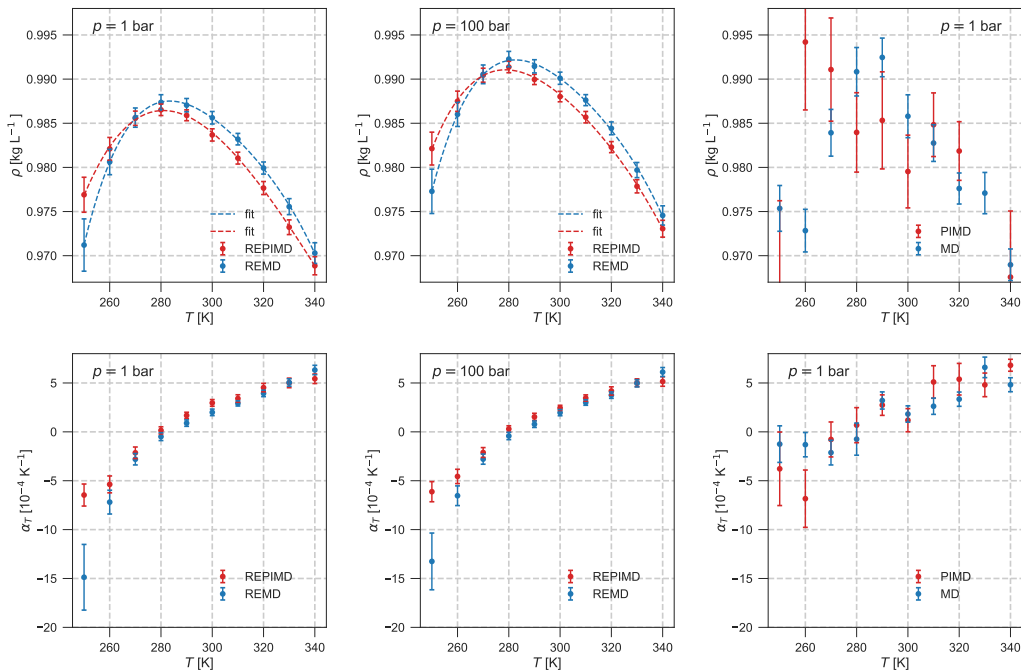 p = 1 bar
0.995
0.990
0.985
0.980
0.975
0.970
ρ [kg L⁻¹]
fit
fit
REPIMD
REMD
260 280 300 320 340
T [K]
p = 100 bar
0.995
0.990
0.985
0.980
0.975
0.970
ρ [kg L⁻¹]
fit
fit
REPIMD
REMD
260 280 300 320 340
T [K]
p = 1 bar
0.995
0.990
0.985
0.980
0.975
0.970
ρ [kg L⁻¹]
PIMD
MD
260 280 300 320 340
T [K]
p = 1 bar
5
0
−5
−10
−15
−20
α_T [10⁻⁴ K⁻¹]
REPIMD
REMD
260 280 300 320 340
T [K]
p = 100 bar
5
0
−5
−10
−15
−20
α_T [10⁻⁴ K⁻¹]
REPIMD
REMD
260 280 300 320 340
T [K]
p = 1 bar
5
0
−5
−10
−15
−20
α_T [10⁻⁴ K⁻¹]
PIMD
MD
260 280 300 320 340
T [K]